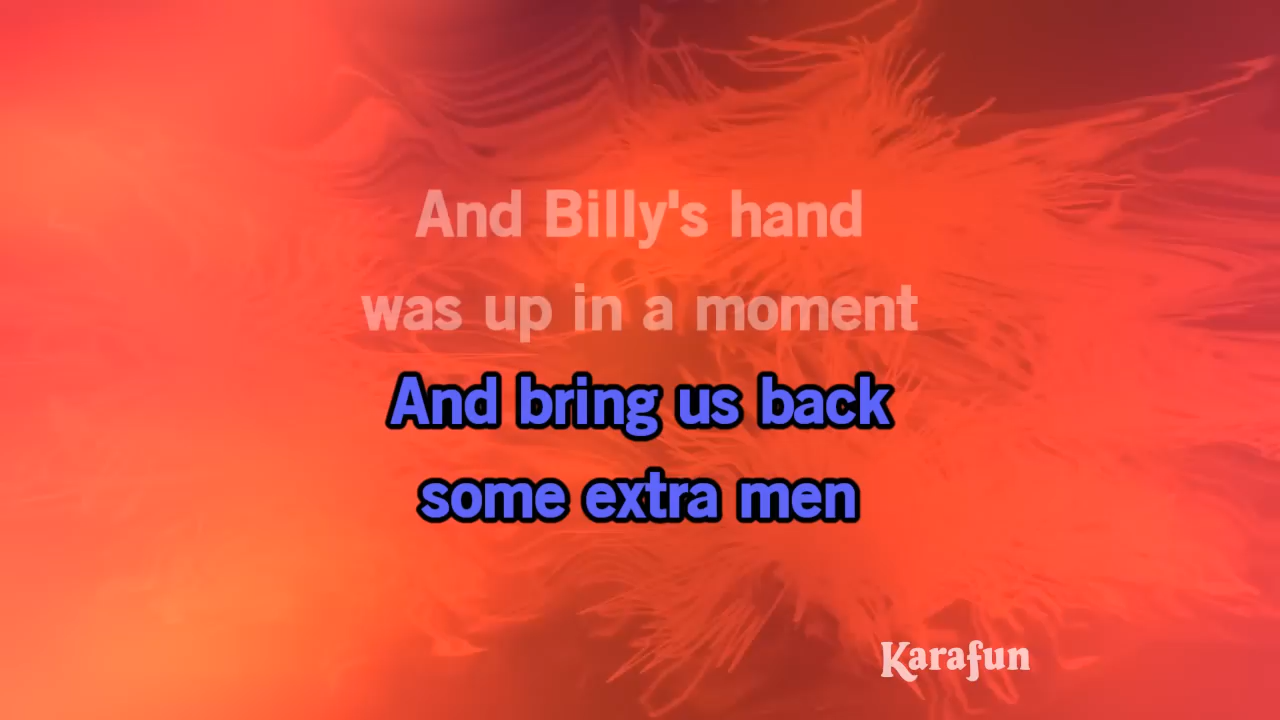 And Billy's hand
was up in a moment
And bring us back
some extra men
Karafun